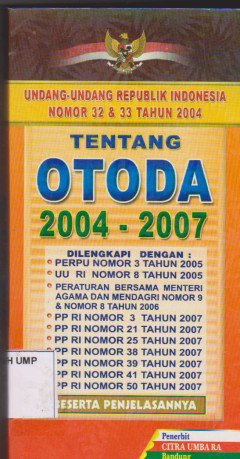 UNDANG-UNDANG REPUBLIK INDONESIA
NOMOR 32 & 33 TAHUN 2004
TENTANG
OTODA
2004 - 2007
DILENGKAPI DENGAN :
• PERPU NOMOR 3 TAHUN 2005
• UU RI NOMOR 8 TAHUN 2005
• PERATURAN BERSAMA MENTERI
AGAMA DAN MENDAGRI NOMOR 9
& NOMOR 8 TAHUN 2006
• PP RI NOMOR 3 TAHUN 2007
PP RI NOMOR 21 TAHUN 2007
PP RI NOMOR 25 TAHUN 2007
PP RI NOMOR 38 TAHUN 2007
PP RI NOMOR 39 TAHUN 2007
PP RI NOMOR 41 TAHUN 2007
PP RI NOMOR 50 TAHUN 2007
H UMP
BESERTA PENJELASANNYA
Penerbit
CITRA UMBARA
Bandung